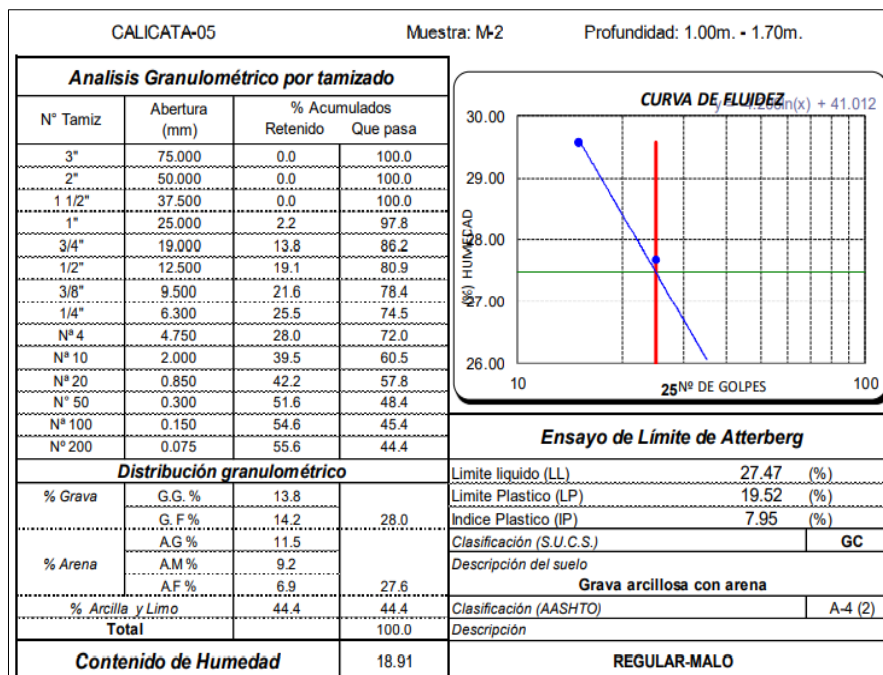 CALICATA-05 Muestra: M-2 Profundidad: 1.00m. - 1.70m.
Analisis Granulométrico por tamizado
N° Tamiz Abertura (mm) % Acumulados
Retenido Que pasa
3" 75.000 0.0 100.0
2" 50.000 0.0 100.0
1 1/2" 37.500 0.0 100.0
1" 25.000 2.2 97.8
3/4" 19.000 13.8 86.2
1/2" 12.500 19.1 80.9
3/8" 9.500 21.6 78.4
1/4" 6.300 25.5 74.5
Nª 4 4.750 28.0 72.0
Nª 10 2.000 39.5 60.5
Nª 20 0.850 42.2 57.8
N° 50 0.300 51.6 48.4
Nª 100 0.150 54.6 45.4
Nº 200 0.075 55.6 44.4
Distribución granulométrico
% Grava G.G. % 13.8
G. F % 14.2 28.0
% Arena A.G % 11.5
A.M % 9.2
A.F % 6.9 27.6
% Arcilla y Limo 44.4 44.4
Total 100.0
Contenido de Humedad 18.91
CURVA DE FLUIDEZ
ln(x) + 41.012
(%) HUMECAD
30.00
29.00
28.00
27.00
26.00
10 25 Nº DE GOLPES 100
Ensayo de Límite de Atterberg
Limite liquido (LL) 27.47 (%)
Limite Plastico (LP) 19.52 (%)
Indice Plastico (IP) 7.95 (%)
Clasificación (S.U.C.S.) GC
Descripción del suelo
Grava arcillosa con arena
Clasificación (AASHTO) A-4 (2)
Descripción
REGULAR-MALO